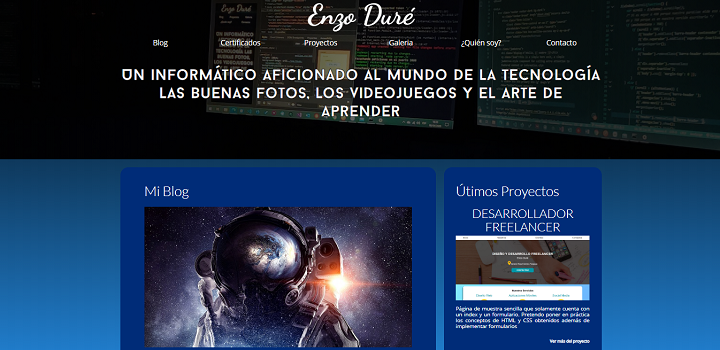 Enzo Duré
Blog
Certificados
Proyectos
Galería
¿Quién soy?
Contacto
Un informático aficionado al mundo de la tecnología
las buenas fotos, los videojuegos y el arte de
aprender
Mi Blog
Útimos Proyectos
DESARROLLADOR
FREELANCER
Página de muestra sencilla que solamente cuenta con
un index y un formulario. Pretendo poner en práctica
los conceptos de HTML y CSS obtenidos además de
implementar formularios
Ver más del proyecto